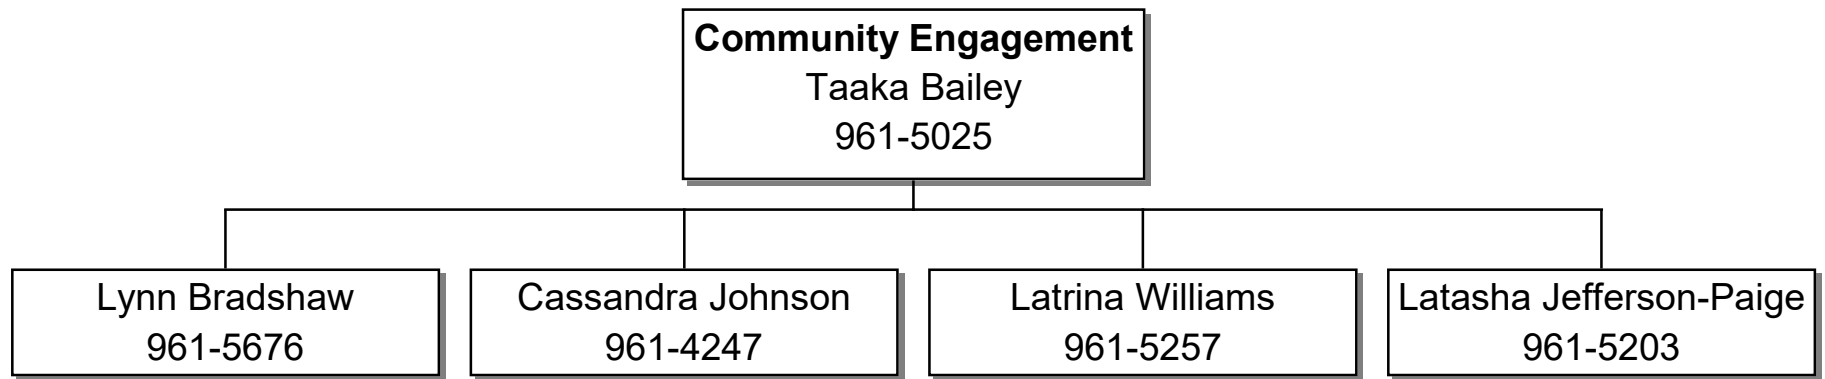 Community Engagement
Taaka Bailey
961-5025
Lynn Bradshaw
961-5676
Cassandra Johnson
961-4247
Latrina Williams
961-5257
Latasha Jefferson-Paige
961-5203